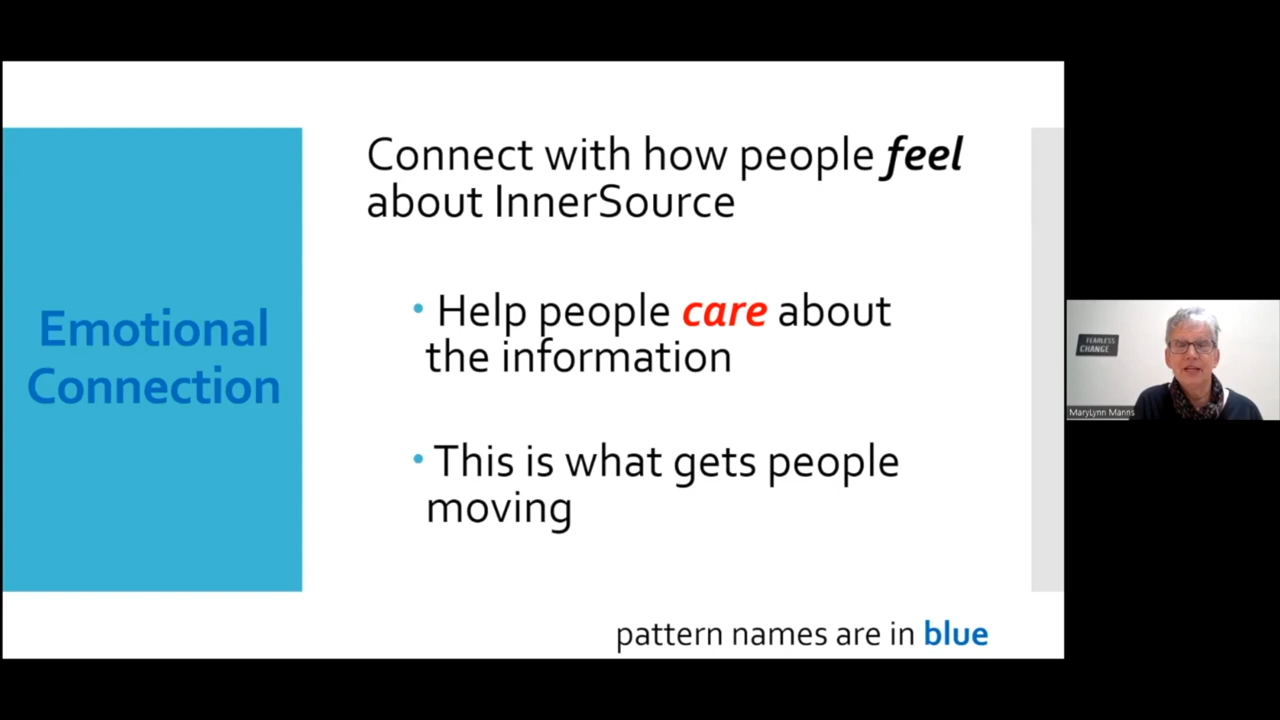 Emotional
Connection
Connect with how people feel
about InnerSource
• Help people care about
the information
• This is what gets people
moving
pattern names are in blue
FEARLESS
CHANGE
MaryLynn Manns